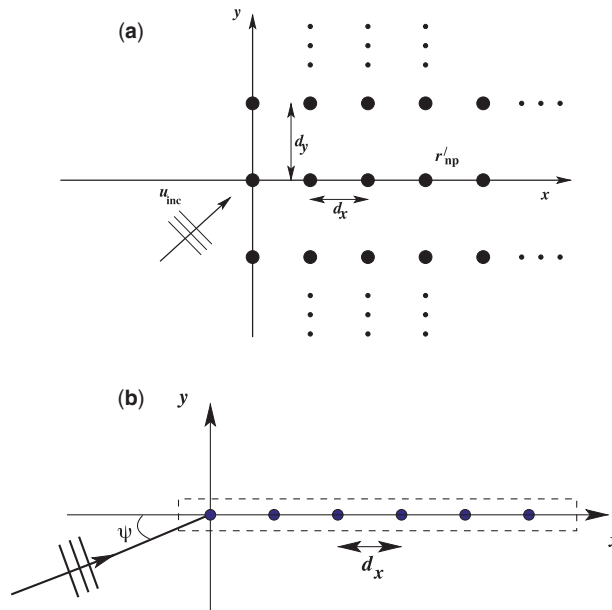 (a)
y
d_y
r'_np
u_inc
d_x
x
(b)
y
ψ
d_x
x